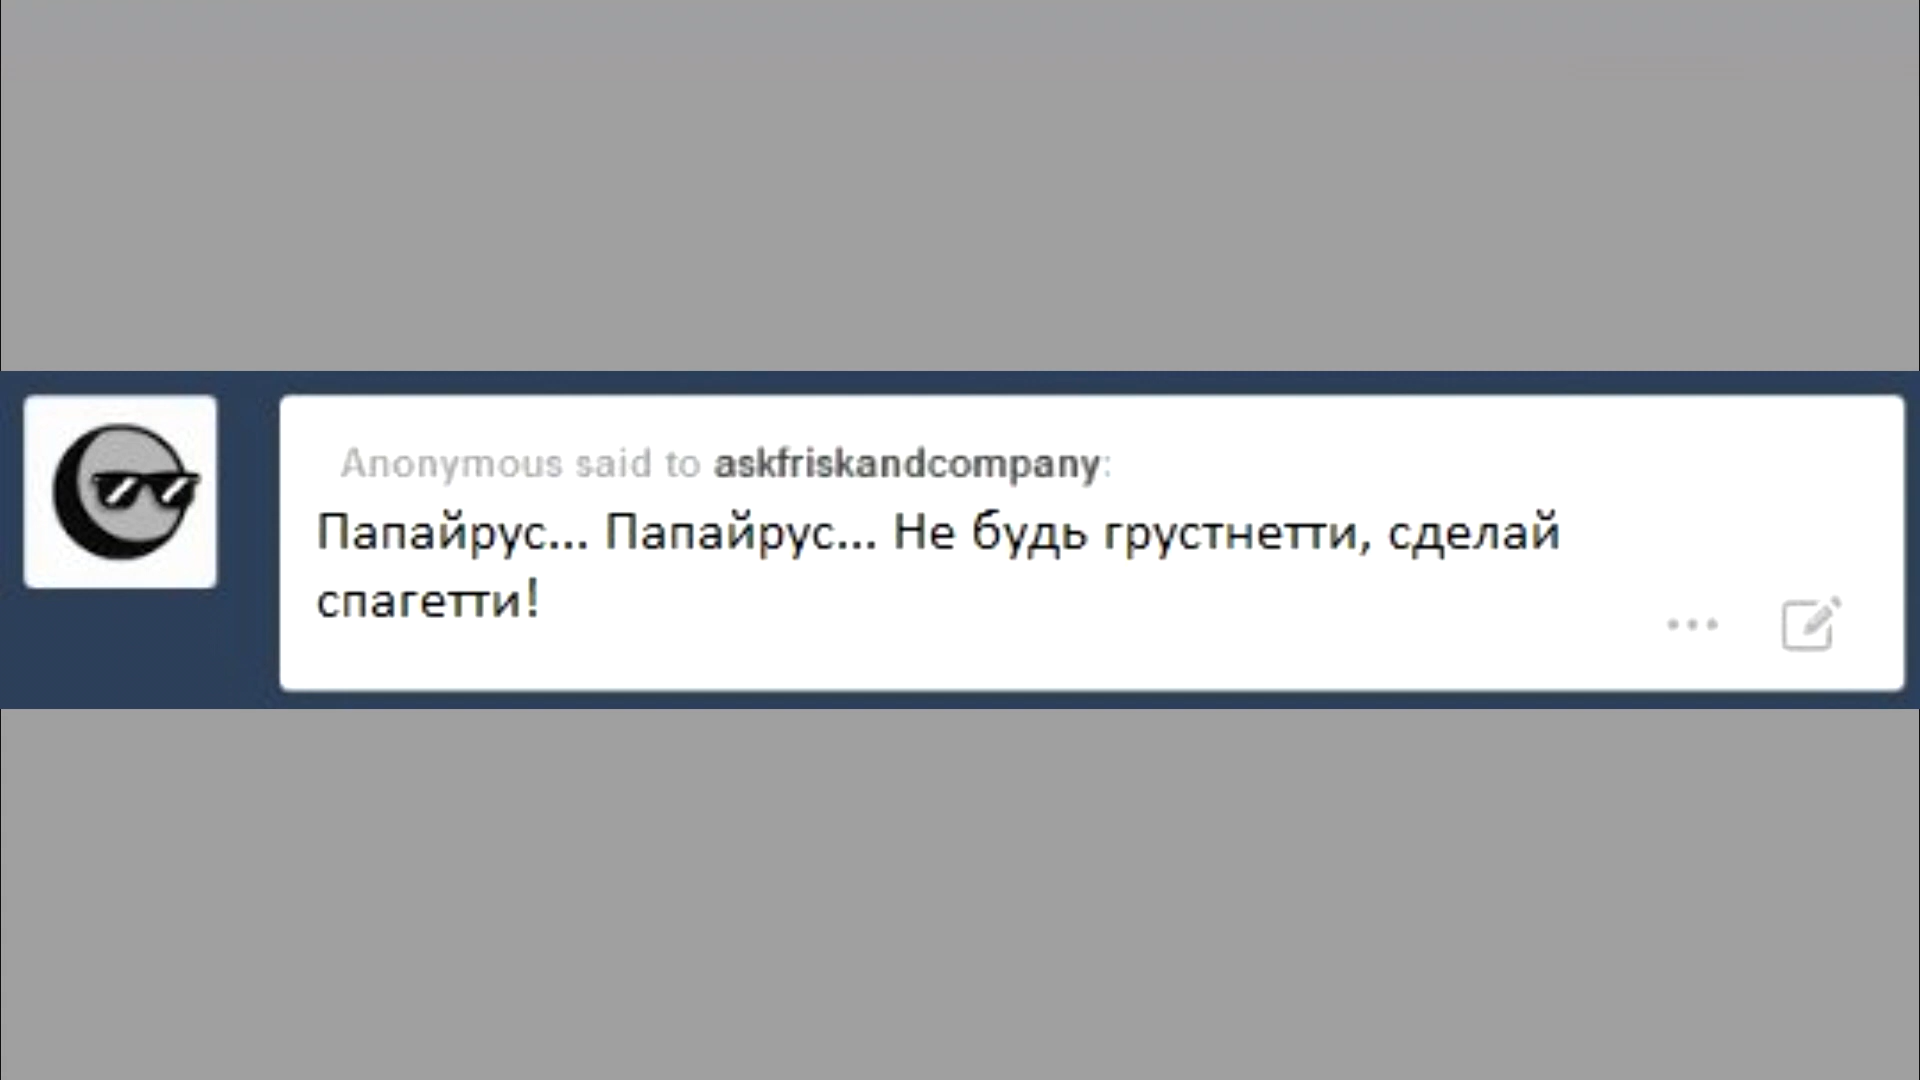 Anonymous said to askfriskandcompany:
Папайрус... Папайрус... Не будь грустнетти, сделай
спагетти!